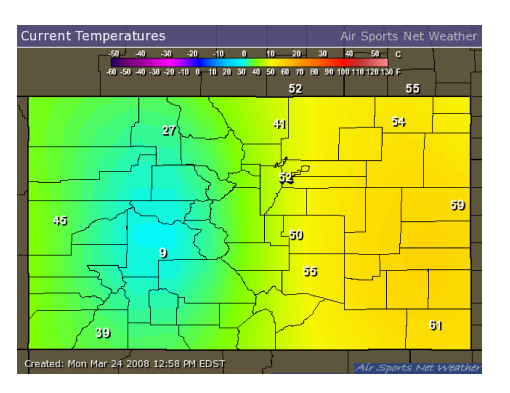 Current Temperatures Air Sports Net Weather
-50 -40 -30 -20 -10 0 10 20 30 40 50 C
-60 -50 -40 -30 -20 -10 0 10 20 30 40 50 60 70 80 90 100 110 120 130 F
52 55
54
41
27
52
59
45
50
9
55
61
39
Created: Mon Mar 24 2008 12:58 PM EDST
Air Sports Net Weather